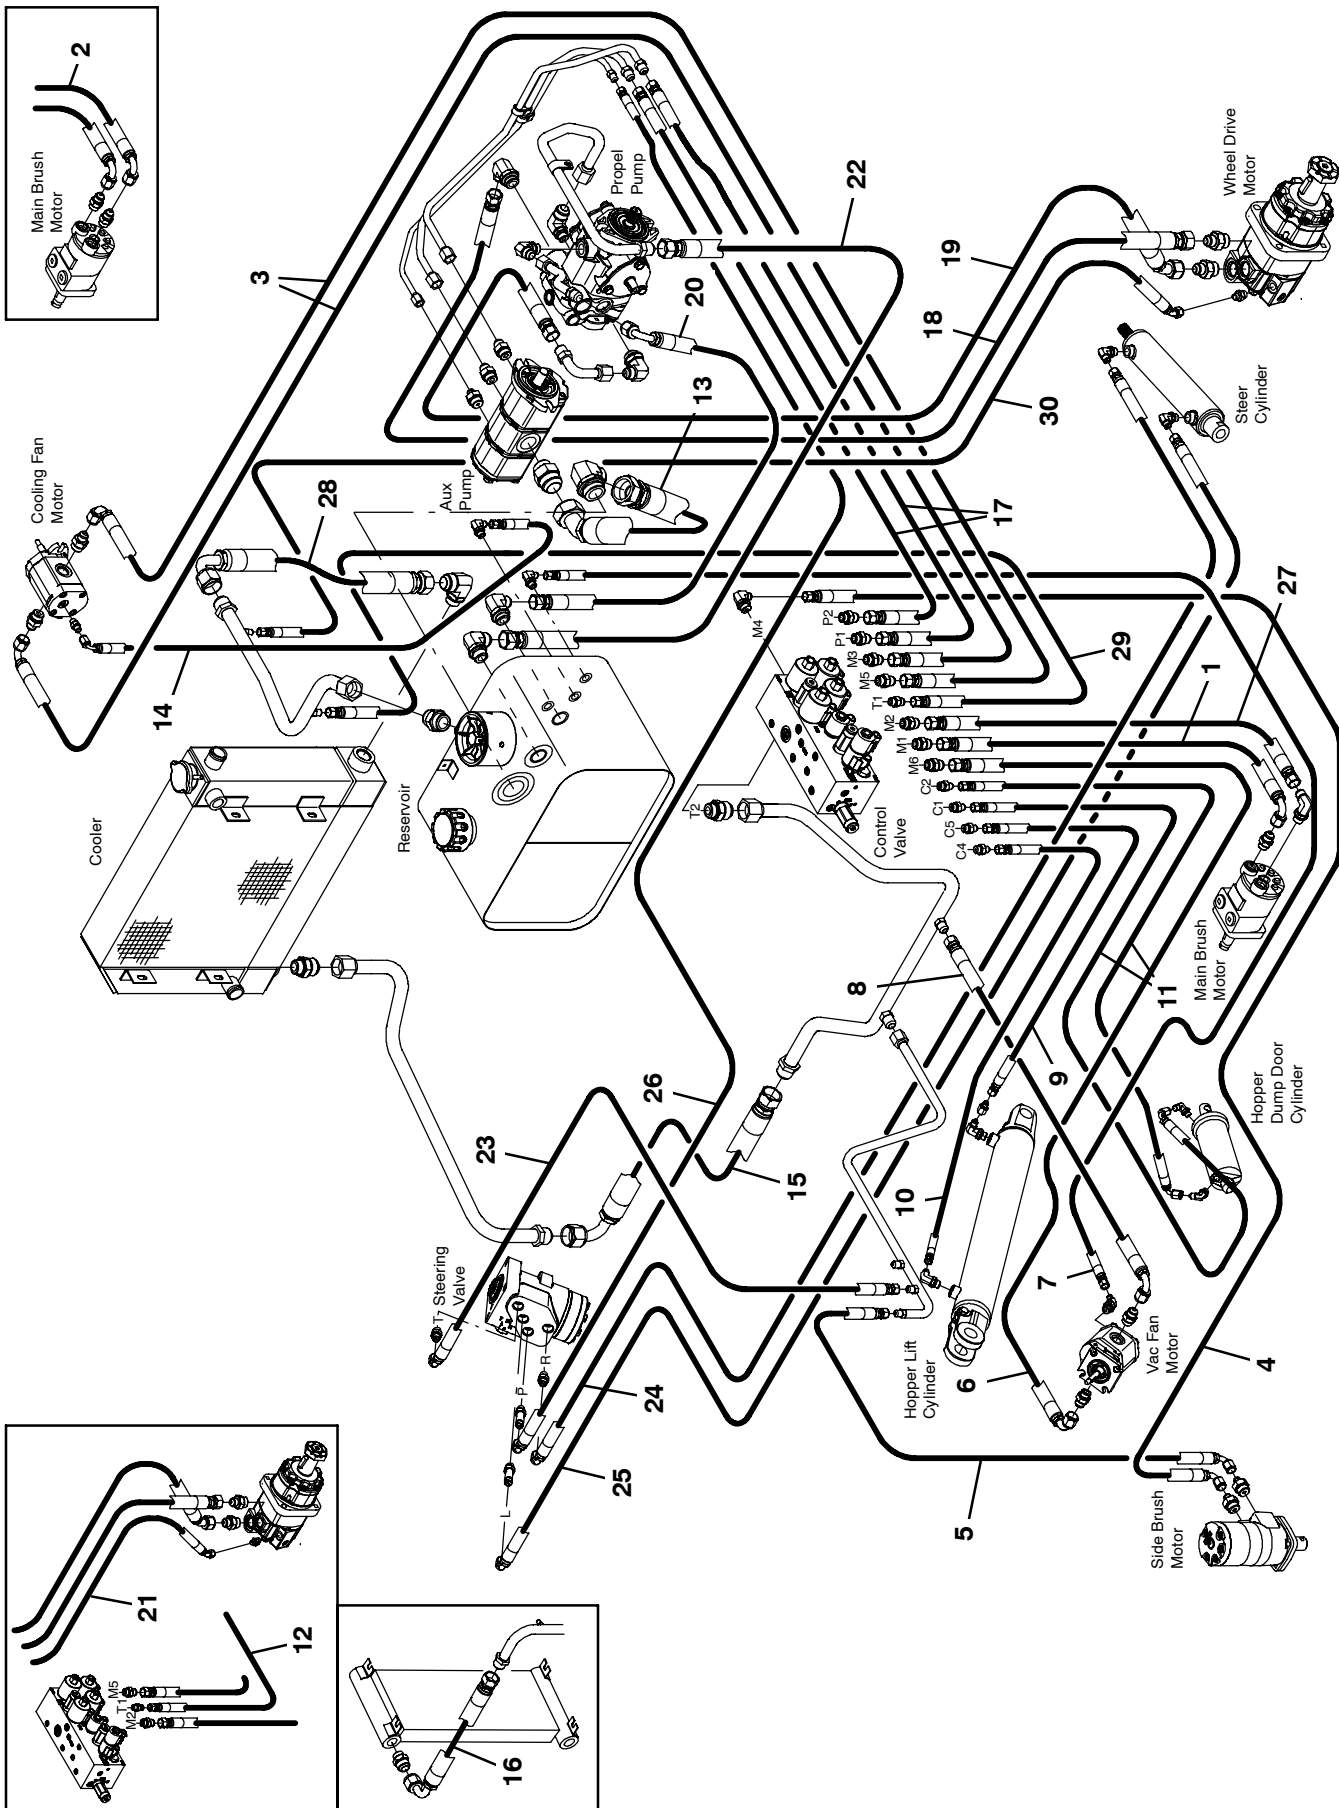 2
Main Brush
Motor
3
Cooling Fan
Motor
28
14
Cooler
Reservoir
Aux
Pump
13
20
Propel
Pump
22
19
18
30
Wheel Drive
Motor
Steer
Cylinder
17
27
1
29
M4
P2
P1
M3
M5
T1
M2
M1
M6
C2
C1
C5
C4
T2
Control
Valve
Main Brush
Motor
11
8
9
Hopper
Dump Door
Cylinder
26
15
23
10
7
Vac Fan
Motor
4
6
Hopper Lift
Cylinder
T
Steering
Valve
R
P
L
24
25
5
Side Brush
Motor
21
12
M5
T1
M2
16